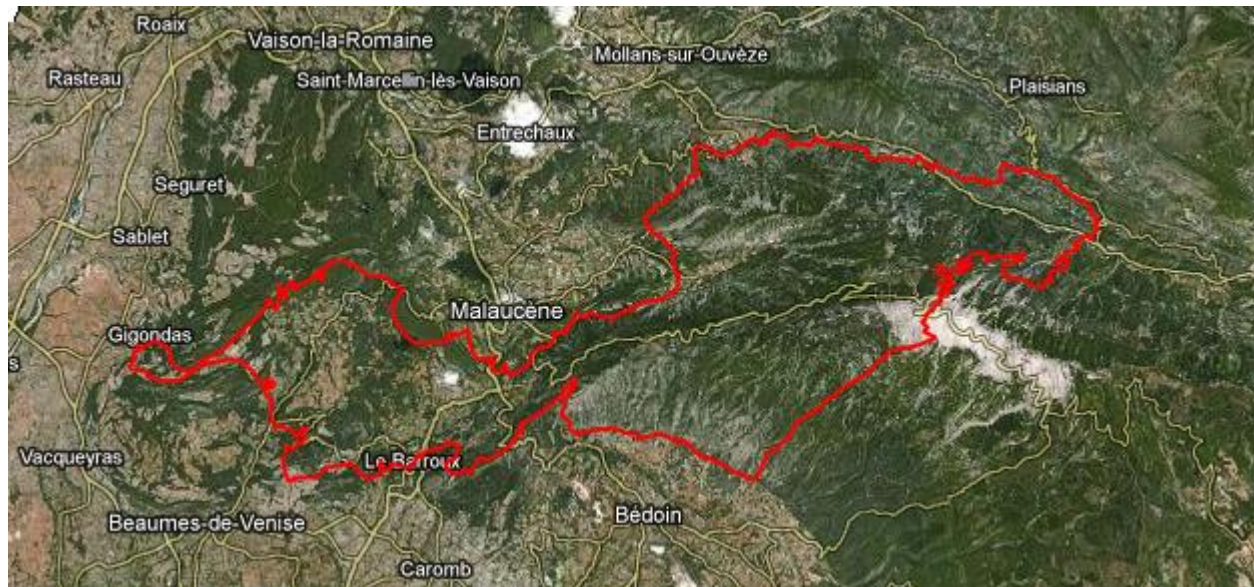 Roaix
Vaison-la-Romaine
Mollans-sur-Ouvèze
Rasteau
Saint-Marcellin-lès-Vaison
Plaisians
Entrechaux
Seguret
Sablet
Malaucène
Gigondas
s
Vacqueyras
Le Barroux
Beaumes-de-Venise
Bédoin
Caromb